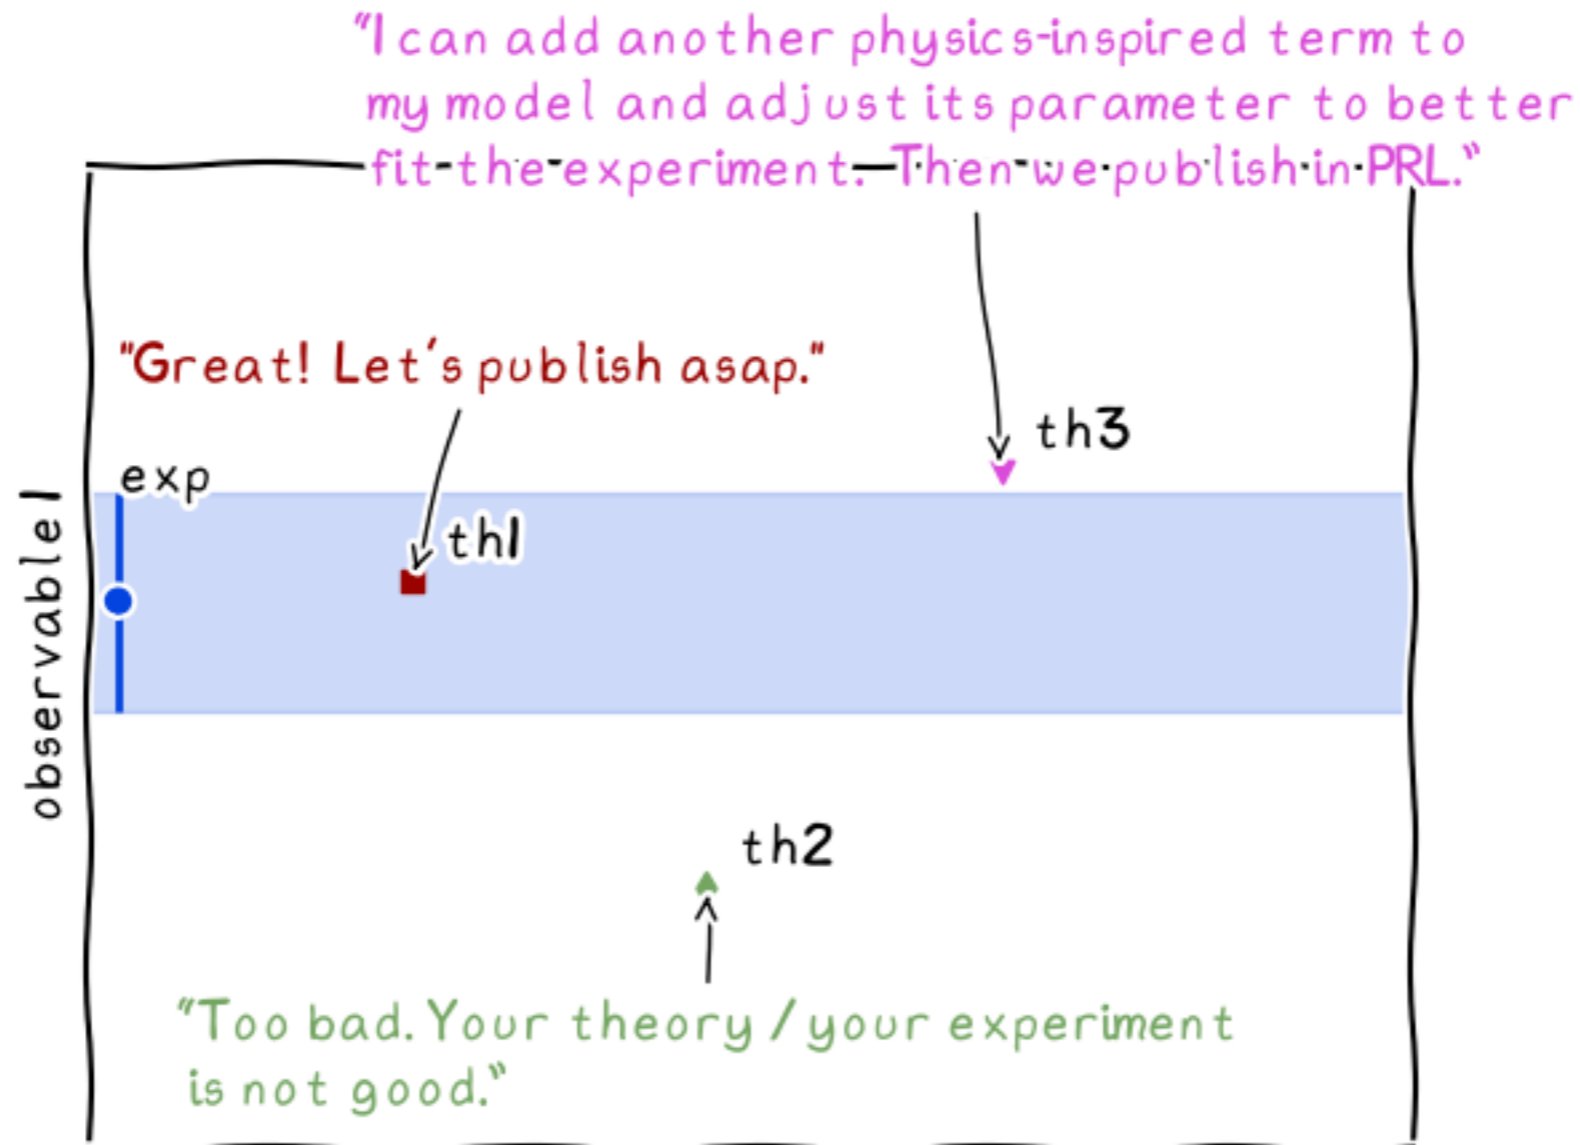 "I can add another physics-inspired term to
my model and adjust its parameter to better
fit the experiment. Then we publish in PRL."
"Great! Let's publish asap."
th3
exp
th1
observable 1
th2
"Too bad. Your theory / your experiment
is not good."